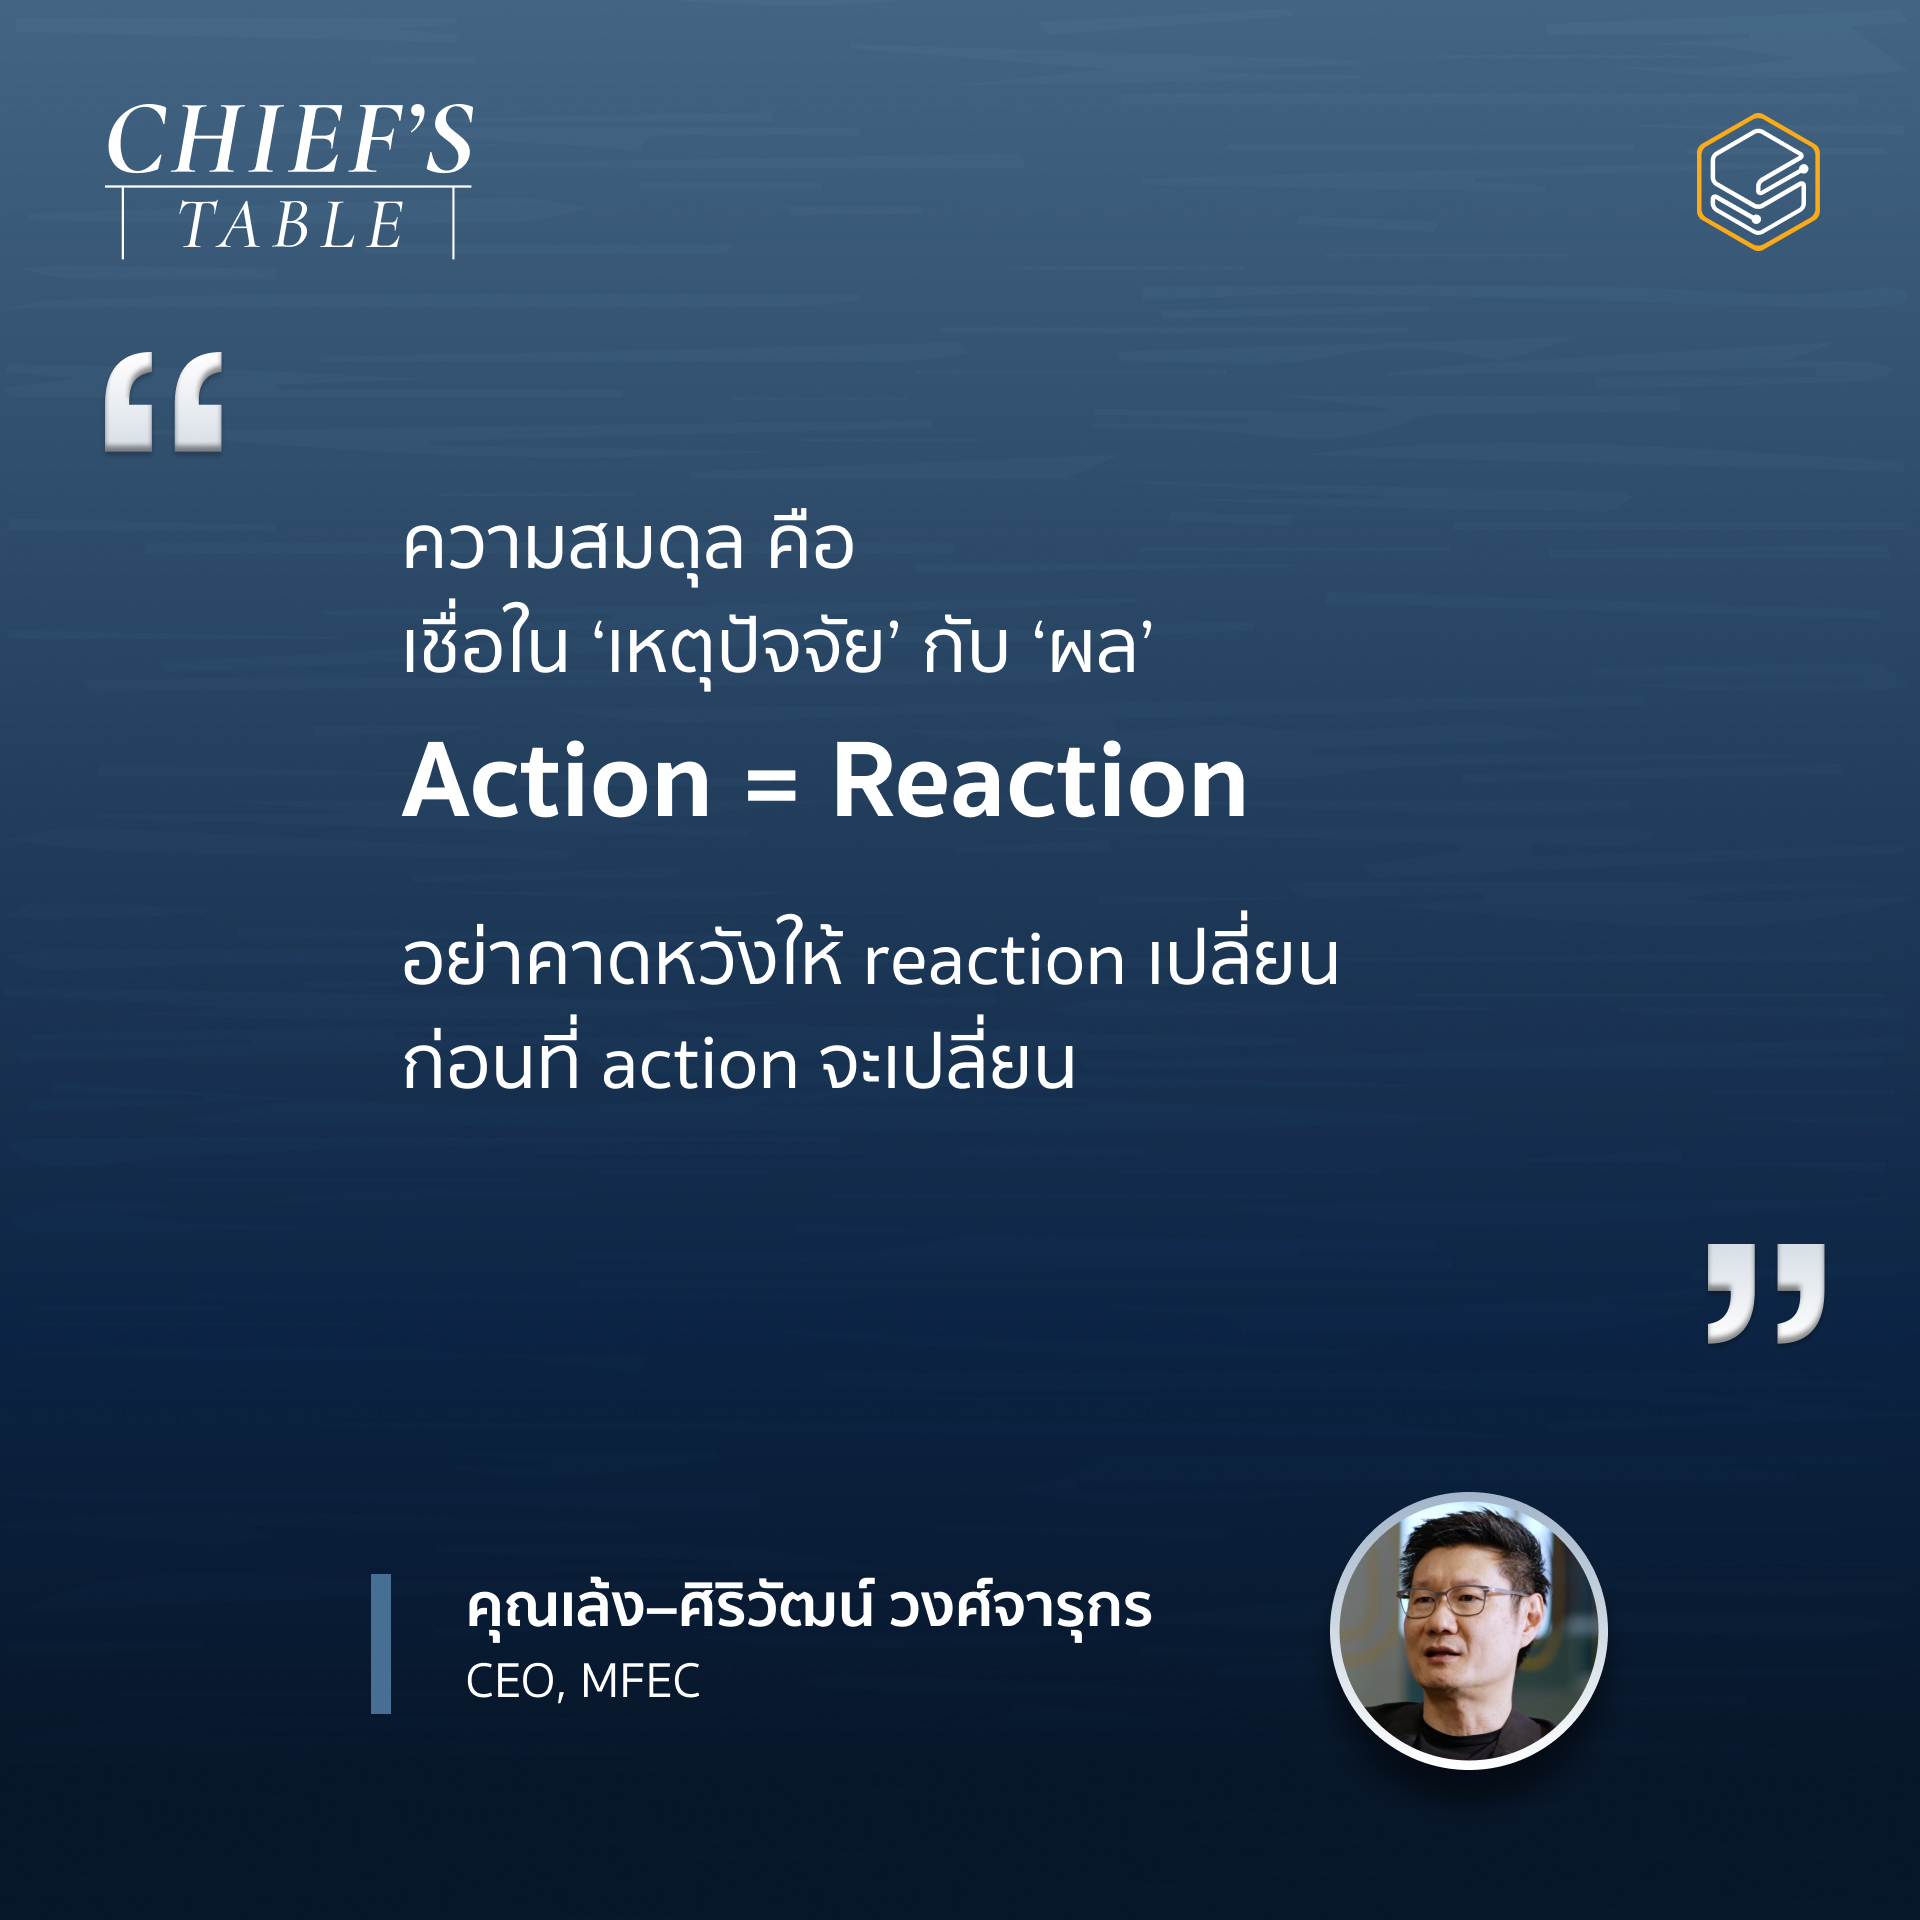 CHIEF’S
TABLE
“
ความสมดุล คือ
เชื่อใน ‘เหตุปัจจัย’ กับ ‘ผล’
Action = Reaction
อย่าคาดหวังให้ reaction เปลี่ยน
ก่อนที่ action จะเปลี่ยน
”
คุณเล้ง–ศิริวัฒน์ วงศ์จารุกร
CEO, MFEC